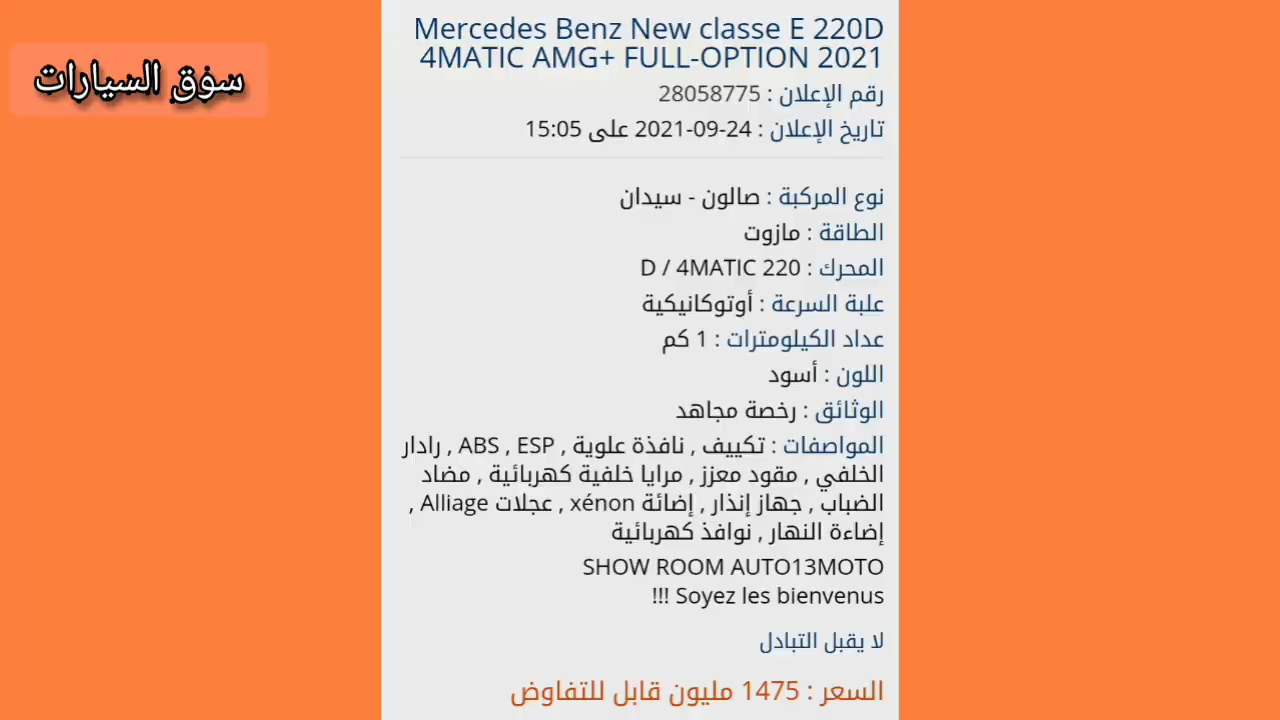 سوق السيارات
Mercedes Benz New classe E 220D
4MATIC AMG+ FULL-OPTION 2021
رقم الإعلان : 28058775
تاريخ الإعلان : 24-09-2021 على 15:05
نوع المركبة : صالون - سيدان
الطاقة : مازوت
المحرك : 220 D / 4MATIC
علبة السرعة : أوتوكانيكية
عداد الكيلومترات : 1 كم
اللون : أسود
الوثائق : رخصة مجاهد
المواصفات : تكييف , نافذة علوية , ABS , ESP , رادار
الخلفي , مقود معزز , مرايا خلفية كهربائية , مضاد
الضباب , جهاز إنذار , إضائة xénon , عجلات Alliage ,
إضاءة النهار , نوافذ كهربائية
SHOW ROOM AUTO13MOTO
Soyez les bienvenus !!!
لا يقبل التبادل
السعر : 1475 مليون قابل للتفاوض